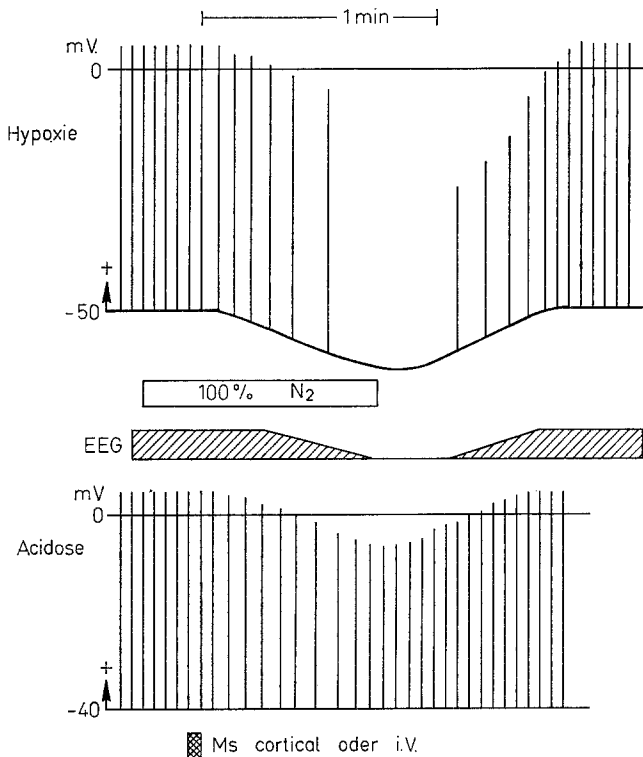 1 min
mV.
0
Hypoxie
+
-50
100% N2
EEG
mV
0
Acidose
+
-40
Ms cortical oder i.V.